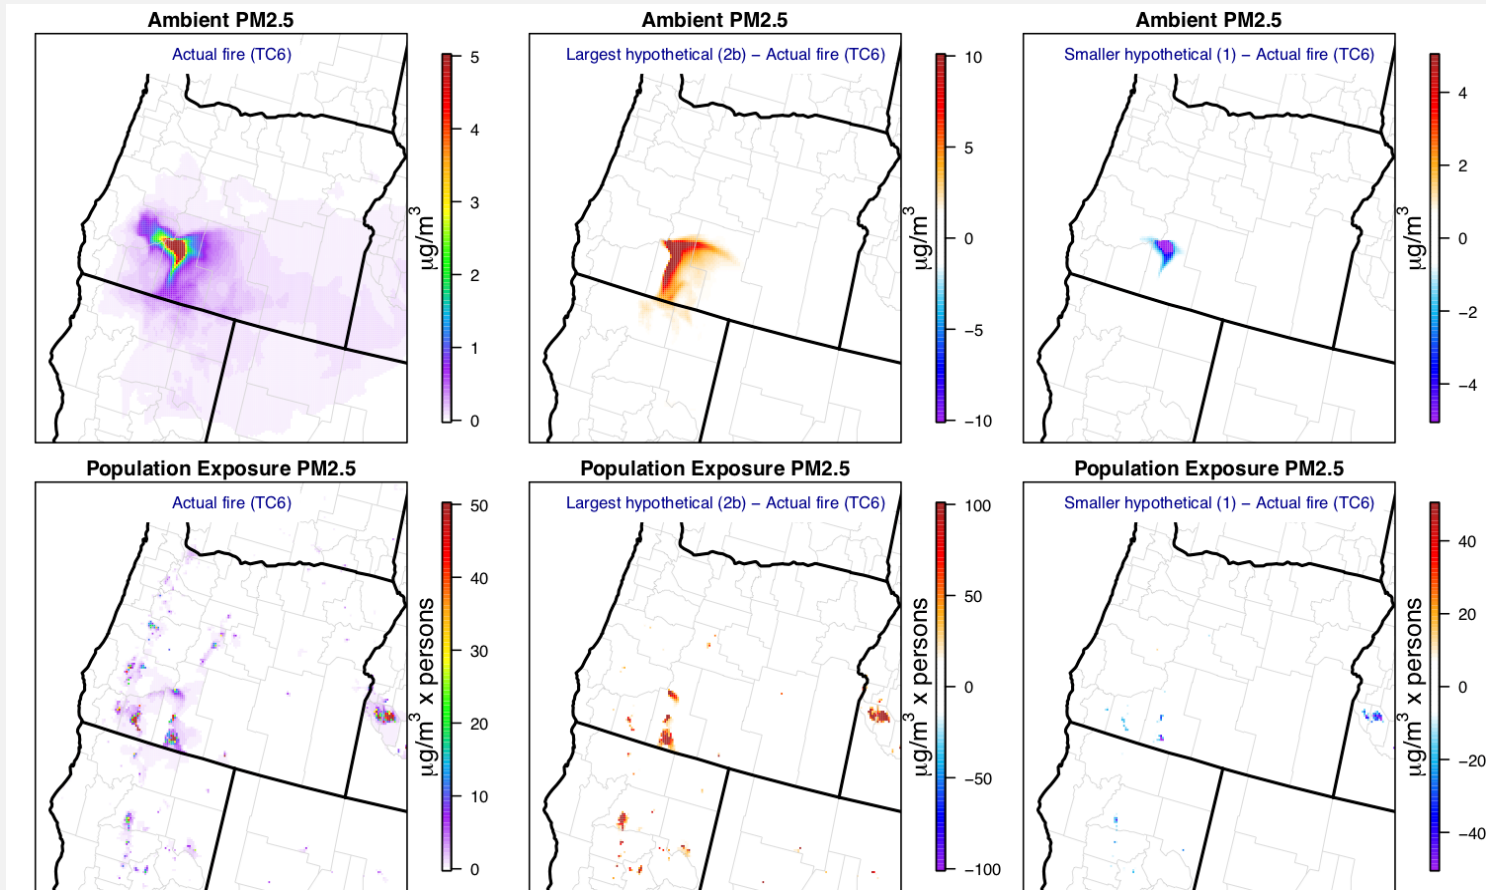 Ambient PM2.5
Actual fire (TC6)
5
4
3
2
1
0
μg/m³
Ambient PM2.5
Largest hypothetical (2b) − Actual fire (TC6)
10
5
0
−5
−10
μg/m³
Ambient PM2.5
Smaller hypothetical (1) − Actual fire (TC6)
4
2
0
−2
−4
μg/m³
Population Exposure PM2.5
Actual fire (TC6)
50
40
30
20
10
0
μg/m³ x persons
Population Exposure PM2.5
Largest hypothetical (2b) − Actual fire (TC6)
100
50
0
−50
−100
μg/m³ x persons
Population Exposure PM2.5
Smaller hypothetical (1) − Actual fire (TC6)
40
20
0
−20
−40
μg/m³ x persons